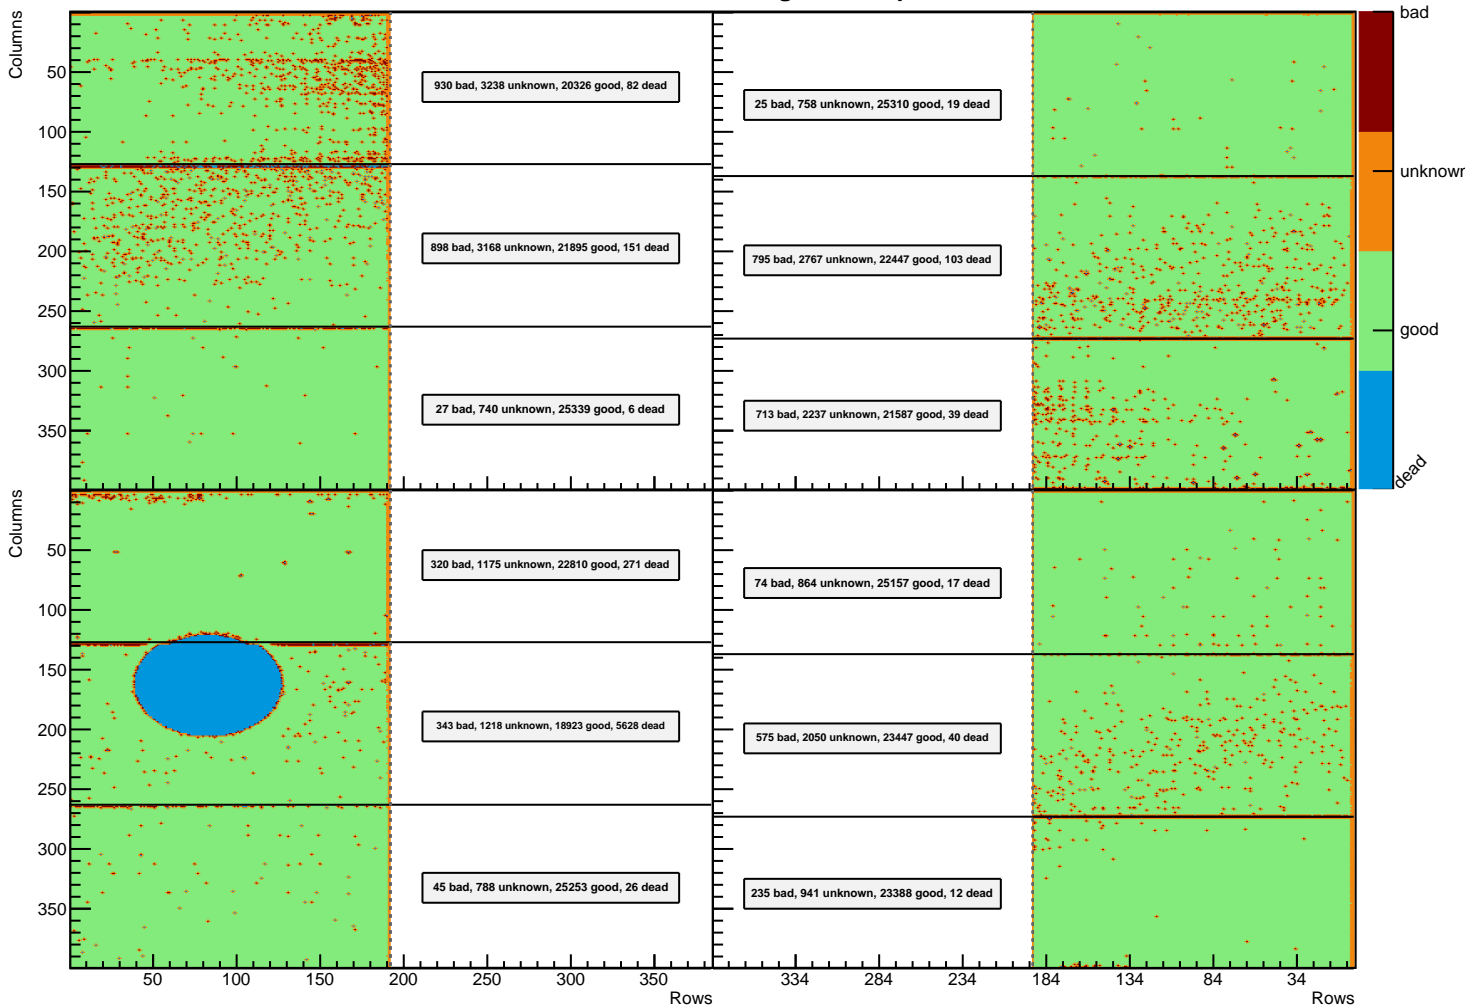 Columns
50
100
150
200
250
300
350
930 bad, 3238 unknown, 20326 good, 82 dead
898 bad, 3168 unknown, 21895 good, 151 dead
27 bad, 740 unknown, 25339 good, 6 dead
25 bad, 758 unknown, 25310 good, 19 dead
795 bad, 2767 unknown, 22447 good, 103 dead
713 bad, 2237 unknown, 21587 good, 39 dead
bad
unknown
good
dead
Columns
50
100
150
200
250
300
350
320 bad, 1175 unknown, 22810 good, 271 dead
343 bad, 1218 unknown, 18923 good, 5628 dead
45 bad, 788 unknown, 25253 good, 26 dead
74 bad, 864 unknown, 25157 good, 17 dead
575 bad, 2050 unknown, 23447 good, 40 dead
235 bad, 941 unknown, 23388 good, 12 dead
50 100 150 200 250 300 350
Rows
334 284 234 184 134 84 34
Rows